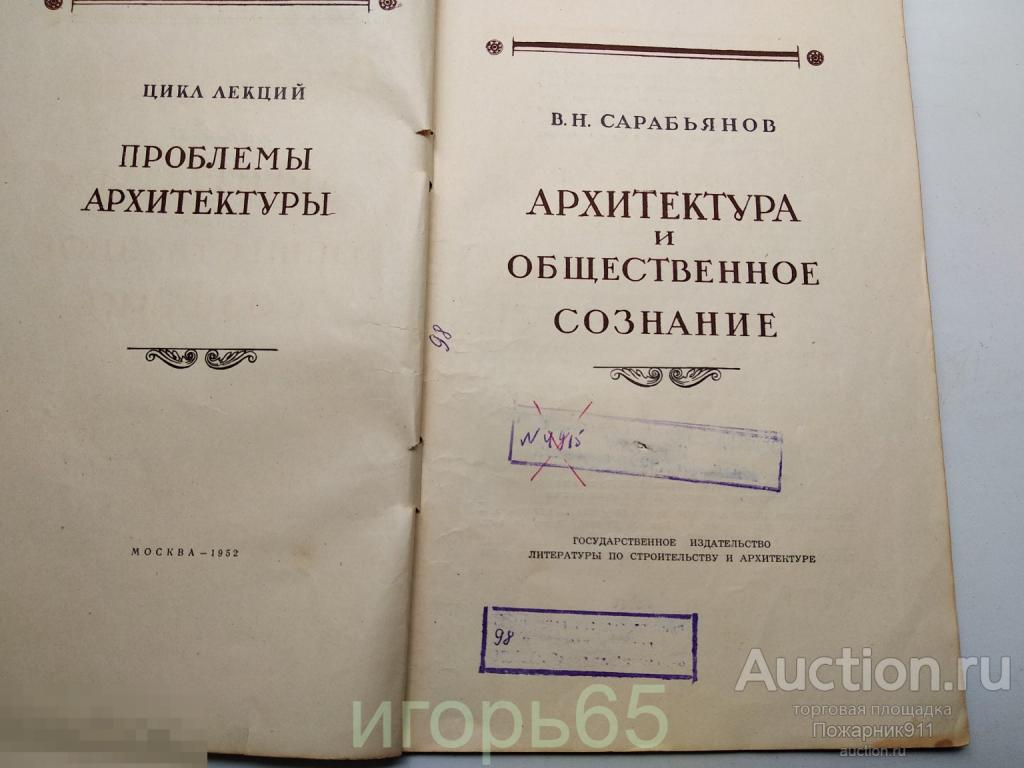 ЦИКЛ ЛЕКЦИЙ
ПРОБЛЕМЫ
АРХИТЕКТУРЫ
МОСКВА — 1952
В. Н. САРАБЬЯНОВ
АРХИТЕКТУРА
И
ОБЩЕСТВЕННОЕ
СОЗНАНИЕ
98
ГОСУДАРСТВЕННОЕ ИЗДАТЕЛЬСТВО
ЛИТЕРАТУРЫ ПО СТРОИТЕЛЬСТВУ И АРХИТЕКТУРЕ
98
игорь65
Auction.ru
торговая площадка
Пожарник911
auction.ru